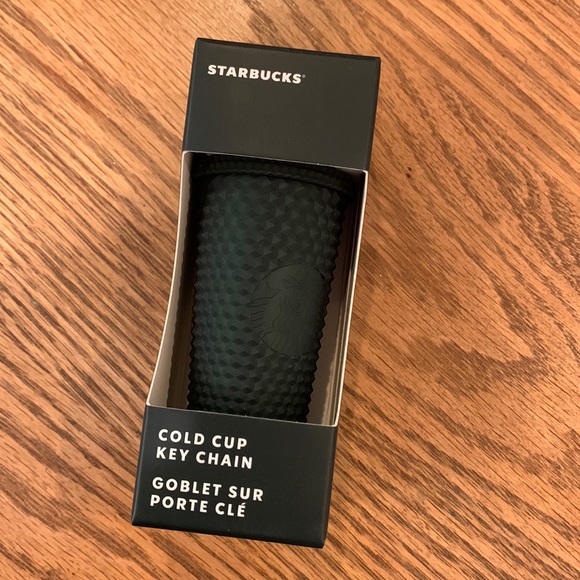 STARBUCKS®
COLD CUP
KEY CHAIN
GOBLET SUR
PORTE CLÉ